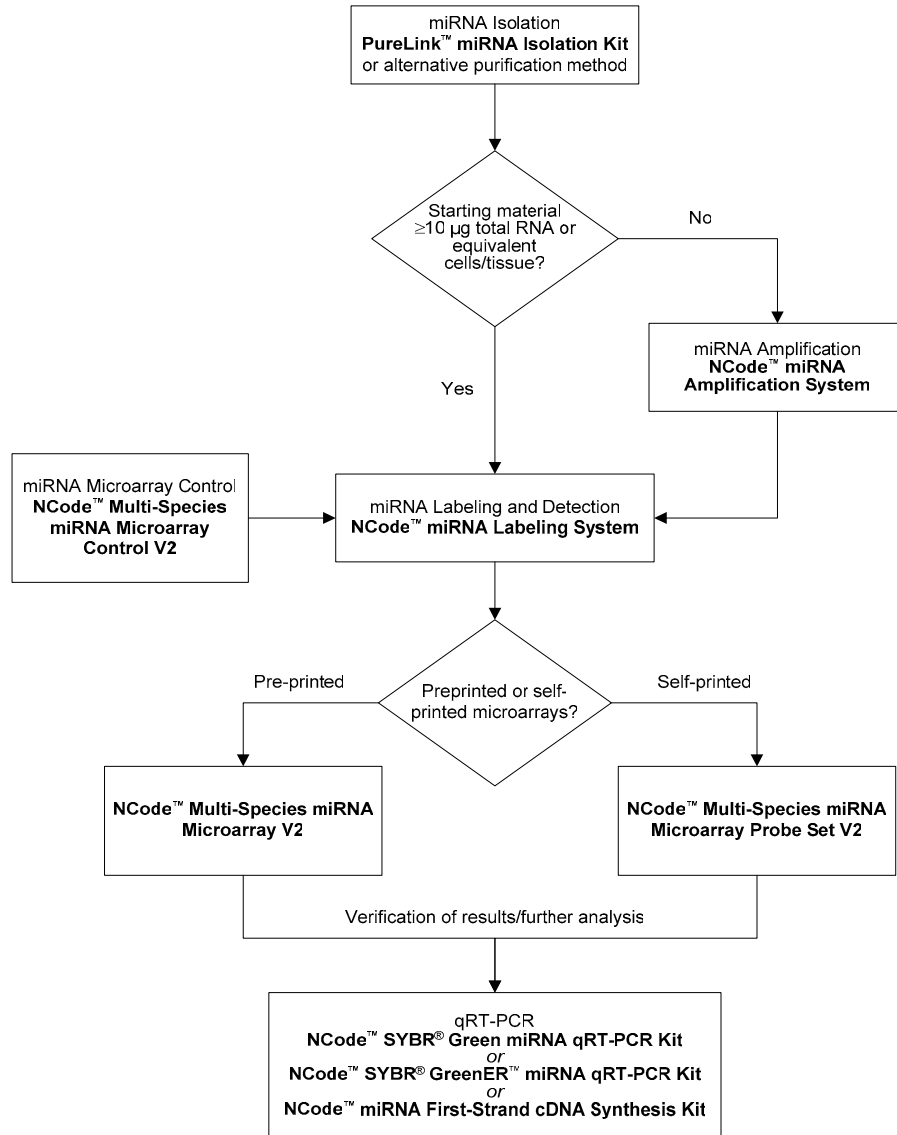 miRNA Isolation
PureLink™ miRNA Isolation Kit
or alternative purification method
Starting material
≥10 µg total RNA or
equivalent
cells/tissue?
No
miRNA Amplification
NCode™ miRNA
Amplification System
Yes
miRNA Microarray Control
NCode™ Multi-Species
miRNA Microarray
Control V2
miRNA Labeling and Detection
NCode™ miRNA Labeling System
Pre-printed
Preprinted or self-
printed microarrays?
Self-printed
NCode™ Multi-Species miRNA
Microarray V2
NCode™ Multi-Species miRNA
Microarray Probe Set V2
Verification of results/further analysis
qRT-PCR
NCode™ SYBR® Green miRNA qRT-PCR Kit
or
NCode™ SYBR® GreenER™ miRNA qRT-PCR Kit
or
NCode™ miRNA First-Strand cDNA Synthesis Kit